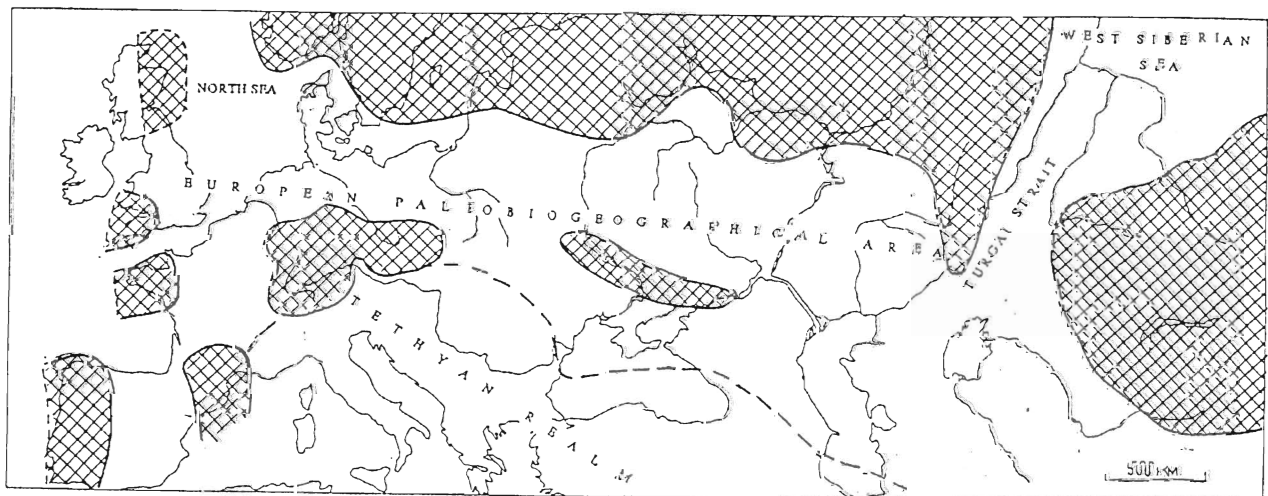 WEST SIBERIAN
SEA
NORTH SEA
EUROPEAN PALEOBIOGEOGRAPHICAL AREA
TURGAI STRAIT
TETHYAN REALM
500 KM